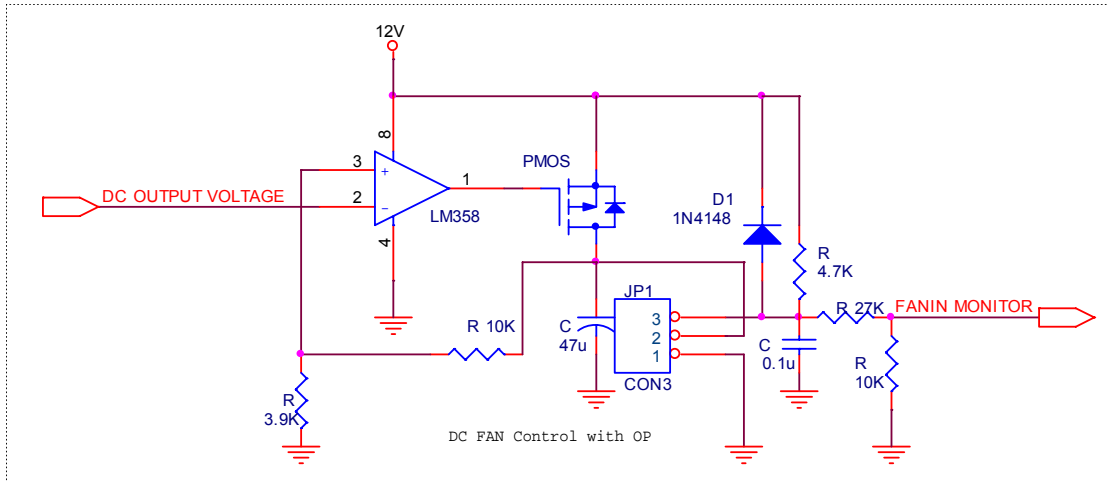 12V
8
3
PMOS
+
1
DC OUTPUT VOLTAGE
2
D1
−
1N4148
LM358
4
R
4.7K
JP1
FANIN MONITOR
R 27K
3
R 10K
C
2
47u
C
0.1u
1
R
10K
CON3
R
3.9K
DC FAN Control with OP